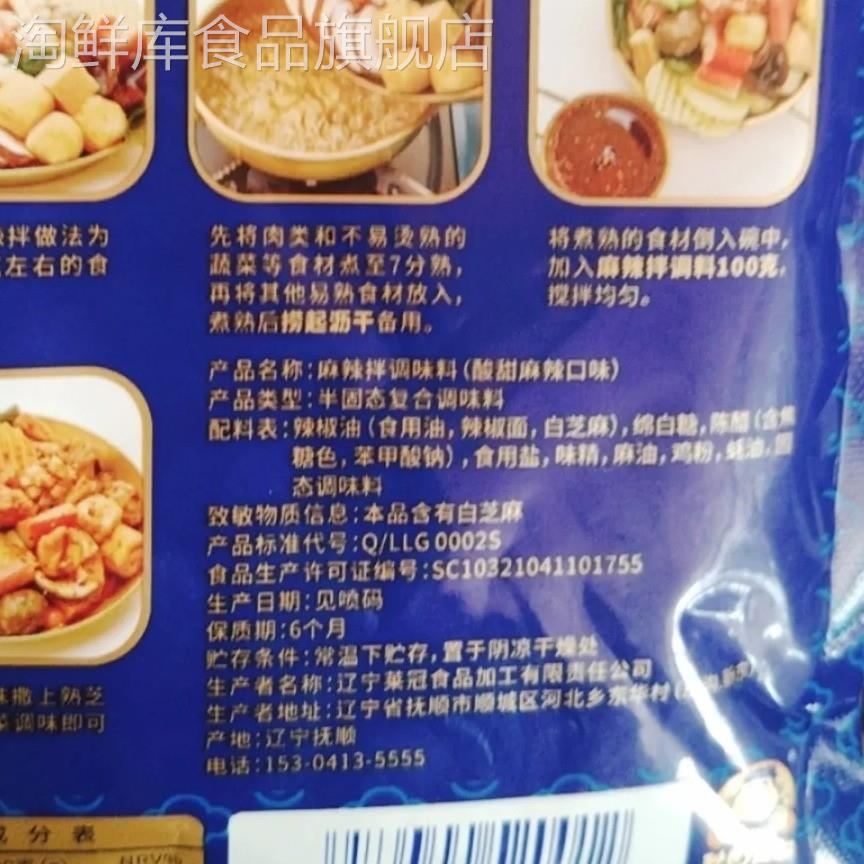 淘鲜库食品旗舰店
拌做法为
左右的食
先将肉类和不易烫熟的
蔬菜等食材煮至7分熟，
再将其他易熟食材放入，
煮熟后捞起沥干备用。
将煮熟的食材倒入碗中，
加入麻辣拌调料100克，
搅拌均匀。
产品名称：麻辣拌调味料（酸甜麻辣口味）
产品类型：半固态复合调味料
配料表：辣椒油（食用油，辣椒面，白芝麻），绵白糖，陈醋（含焦
糖色，苯甲酸钠），食用盐，味精，麻油，鸡粉，蚝油，固
态调味料
致敏物质信息：本品含有白芝麻
产品标准代号：Q/LLG 0002S
食品生产许可证编号：SC10321041101755
生产日期：见喷码
保质期：6个月
贮存条件：常温下贮存，置于阴凉干燥处
生产者名称：辽宁莱冠食品加工有限责任公司
生产者地址：辽宁省抚顺市顺城区河北乡东华村
产地：辽宁抚顺
电话：153-0413-5555
撒上熟芝
菜调味即可
成分表
NRV%